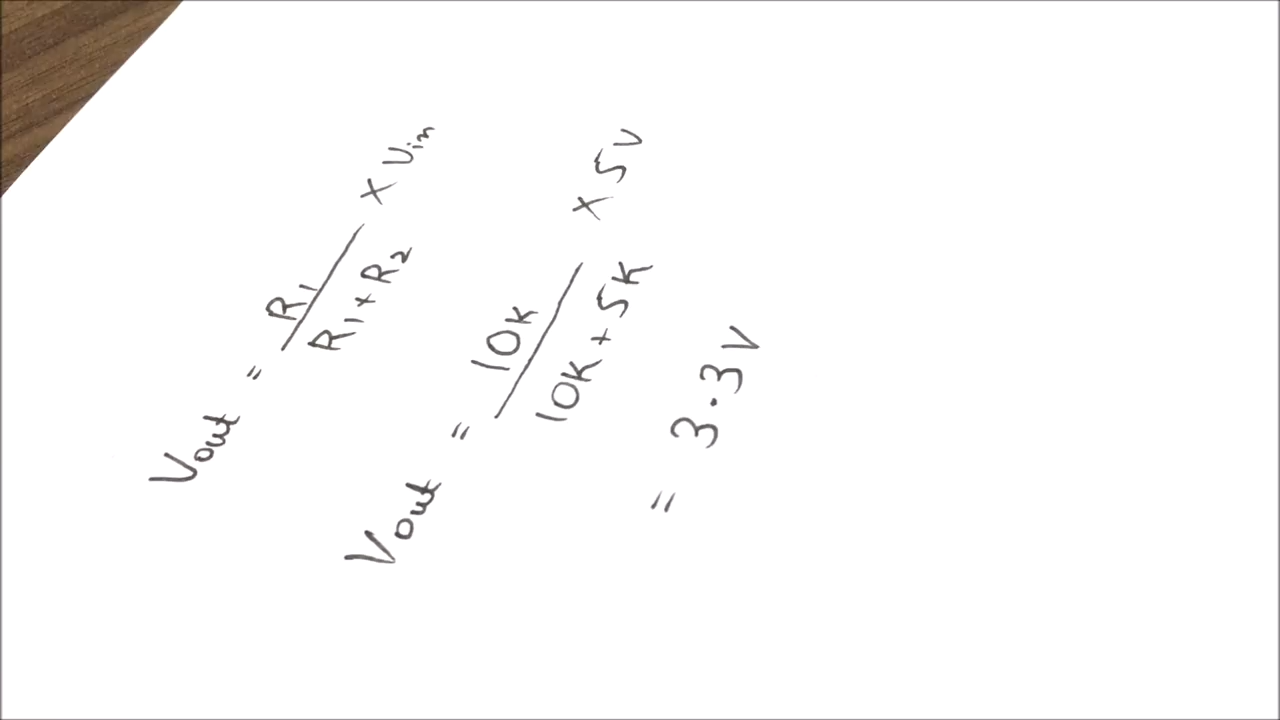 Vout = R1 / R1 + R2 × Vin
Vout = 10K / 10K + 5K × 5V
= 3.3V